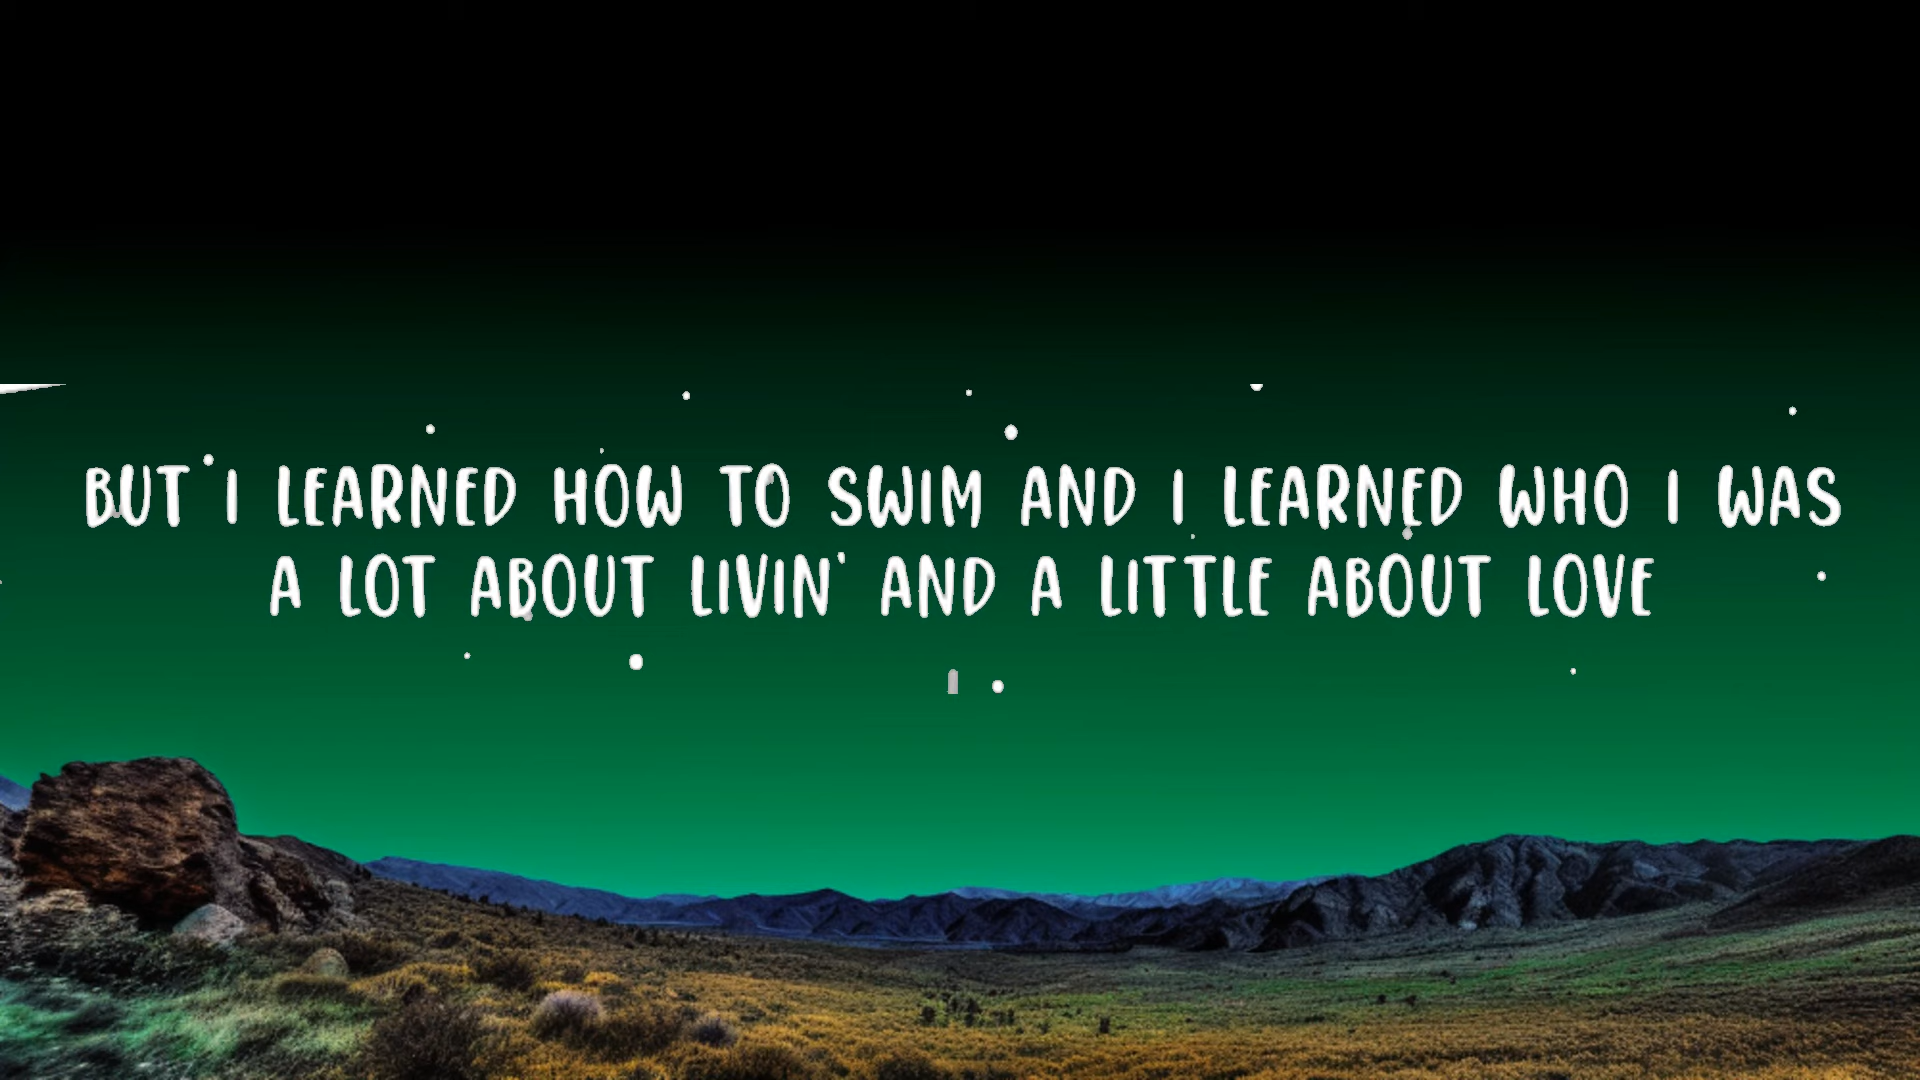 BUT I LEARNED HOW TO SWIM AND I LEARNED WHO I WAS
A LOT ABOUT LIVIN' AND A LITTLE ABOUT LOVE